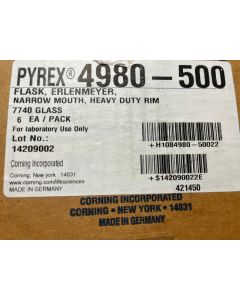 PYREX® 4980-500
FLASK, ERLENMEYER,
NARROW MOUTH, HEAVY DUTY RIM
7740 GLASS
6 EA / PACK
For laboratory Use Only
Lot No.:
14209002
+H1084980-50022
Corning Incorporated
Corning, New york 14831
www.corning.com/lifesciences
MADE IN GERMANY
+$142090022E
421450
CORNING INCORPORATED
CORNING • NEW YORK • 14831
MADE IN GERMANY